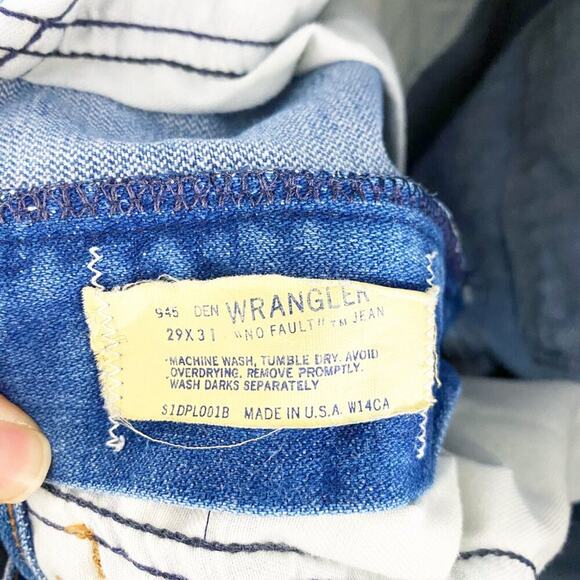 945 DEN WRANGLER
29X31 "NO FAULT" TM JEAN
·MACHINE WASH, TUMBLE DRY. AVOID
OVERDRYING. REMOVE PROMPTLY.
WASH DARKS SEPARATELY
S1DPL001B MADE IN U.S.A. W14CA